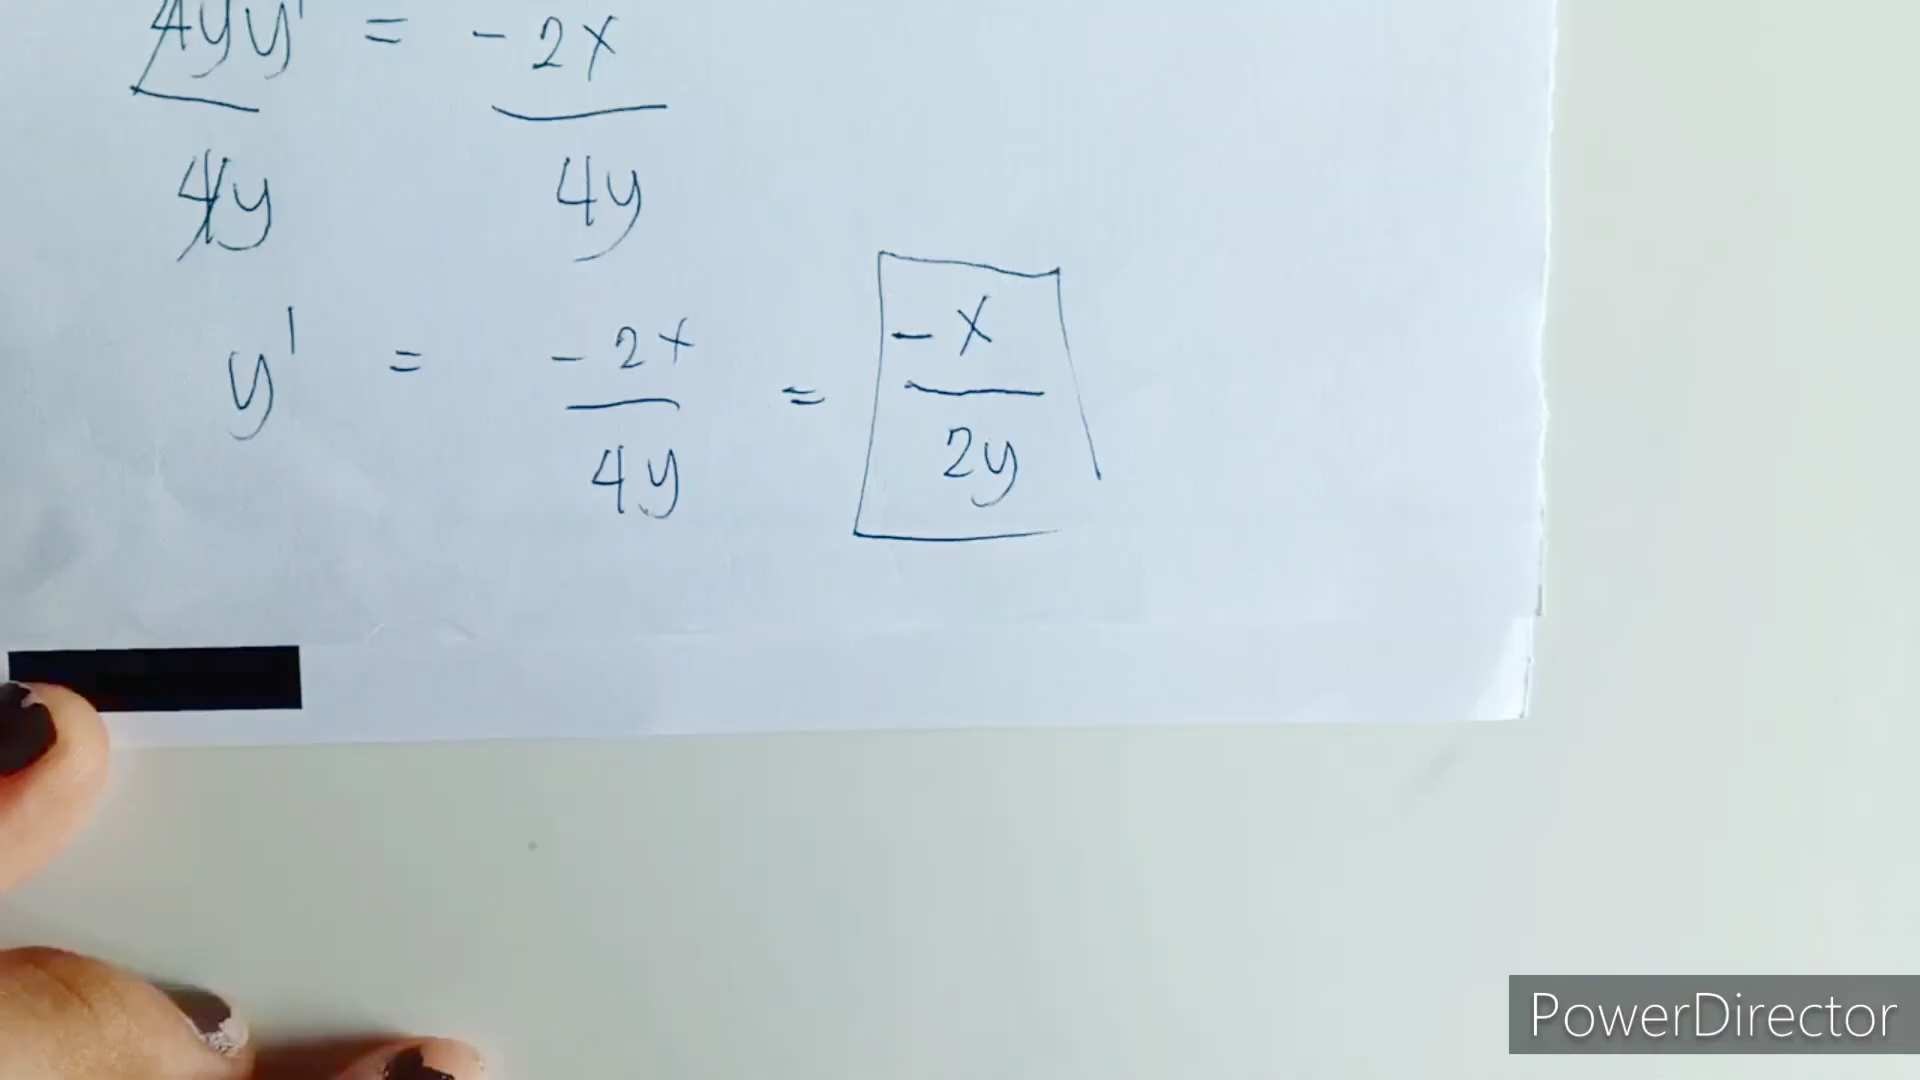 4yy' = -2x
4y 4y
y' = -2x/4y = -x/2y
PowerDirector